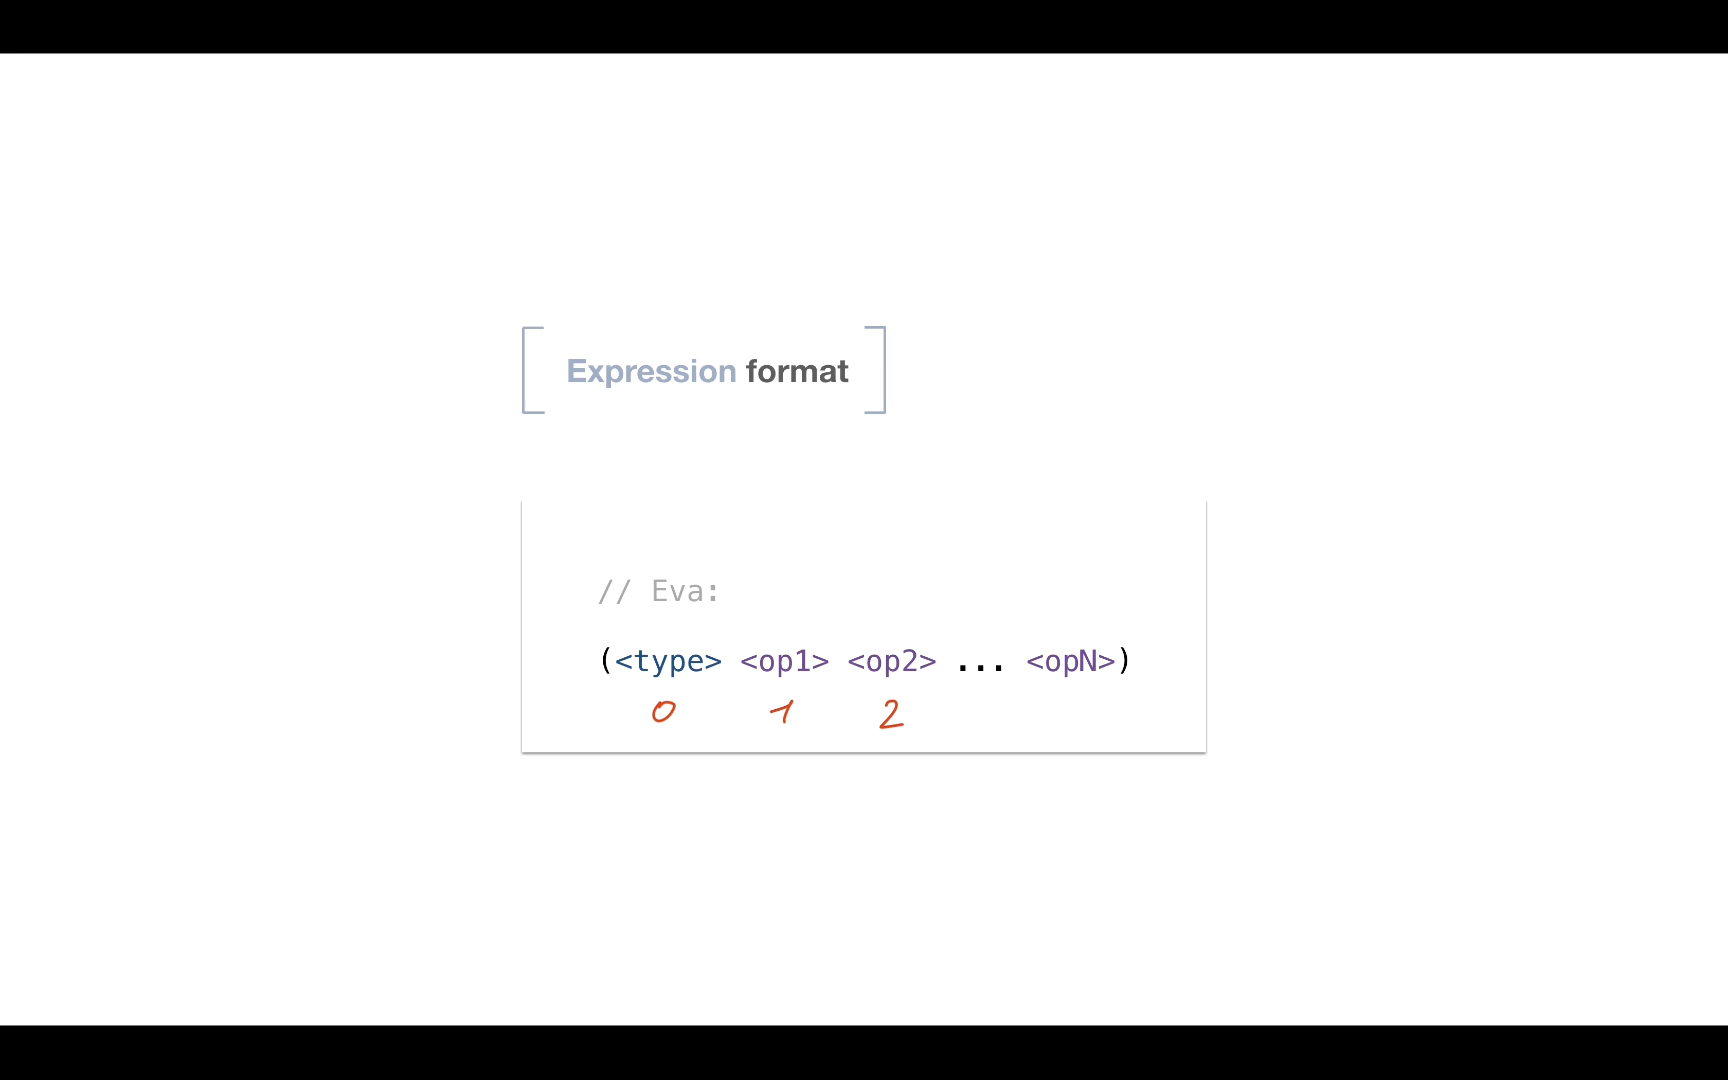 Expression format
// Eva:
(<type> <op1> <op2> ... <opN>)
0 1 2